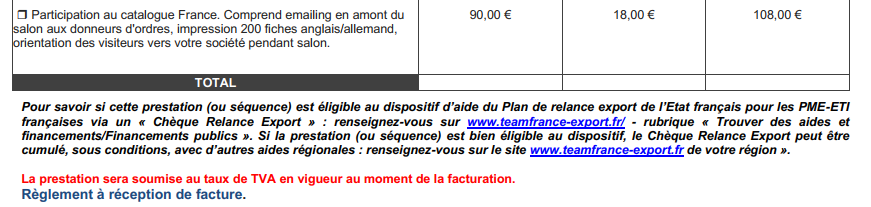 ❒ Participation au catalogue France. Comprend emailing en amont du
salon aux donneurs d'ordres, impression 200 fiches anglais/allemand,
orientation des visiteurs vers votre société pendant salon.
90,00 €
18,00 €
108,00 €
TOTAL
Pour savoir si cette prestation (ou séquence) est éligible au dispositif d'aide du Plan de relance export de l'Etat français pour les PME-ETI
françaises via un « Chèque Relance Export » : renseignez-vous sur www.teamfrance-export.fr/ - rubrique « Trouver des aides et
financements/Financements publics ». Si la prestation (ou séquence) est bien éligible au dispositif, le Chèque Relance Export peut être
cumulé, sous conditions, avec d'autres aides régionales : renseignez-vous sur le site www.teamfrance-export.fr de votre région ».
La prestation sera soumise au taux de TVA en vigueur au moment de la facturation.
Règlement à réception de facture.